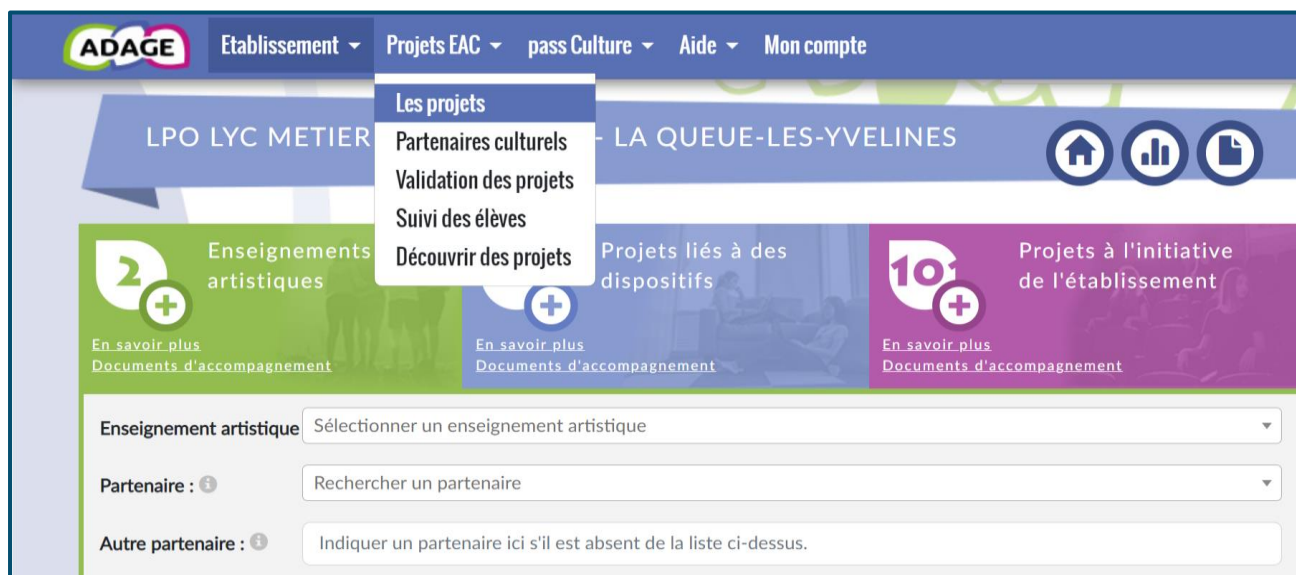 ADAGE Etablissement Projets EAC pass Culture Aide Mon compte
Les projets
Partenaires culturels
Validation des projets
Suivi des élèves
Découvrir des projets
LPO LYC METIER - LA QUEUE-LES-YVELINES
2 Enseignements artistiques
En savoir plus
Documents d'accompagnement
Projets liés à des dispositifs
En savoir plus
Documents d'accompagnement
101 Projets à l'initiative de l'établissement
En savoir plus
Documents d'accompagnement
Enseignement artistique Sélectionner un enseignement artistique
Partenaire : Rechercher un partenaire
Autre partenaire : Indiquer un partenaire ici s'il est absent de la liste ci-dessus.